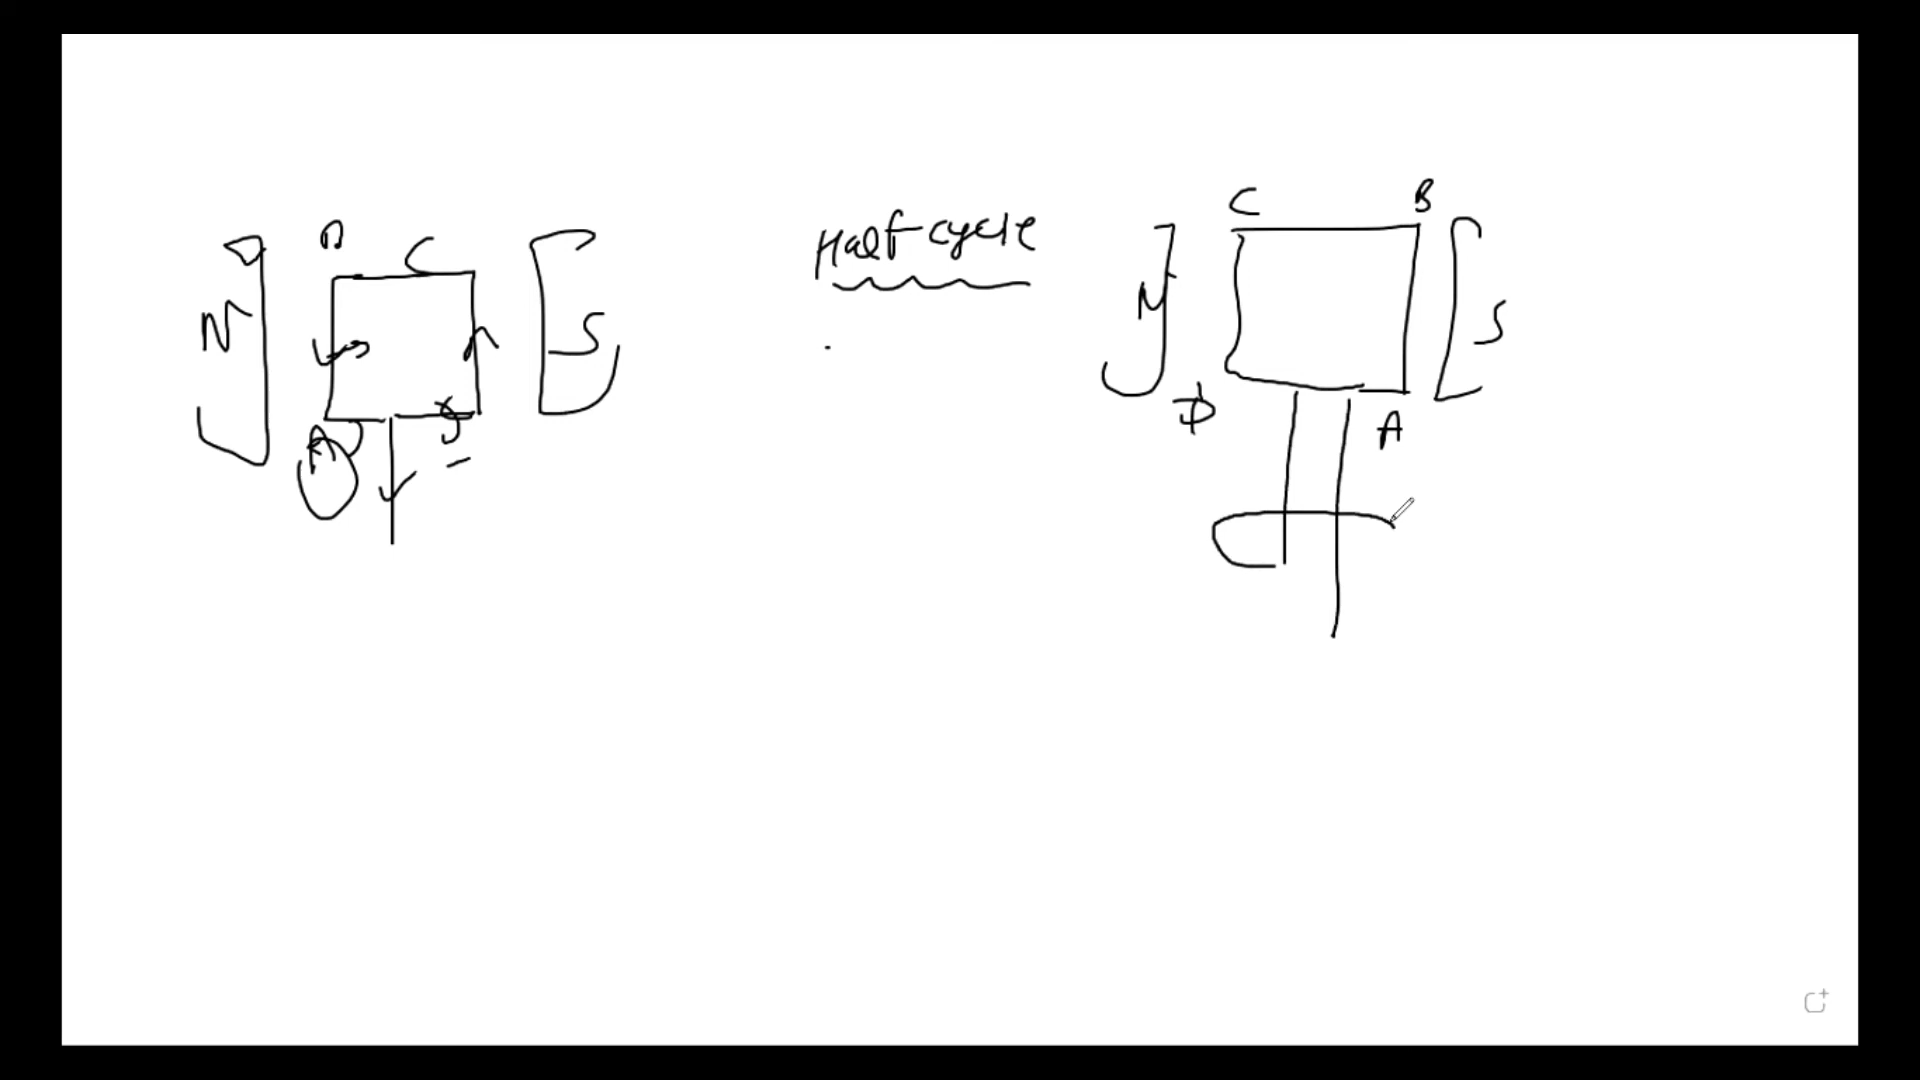 B C
N S
A
Half-cycle
C B
N S
D A